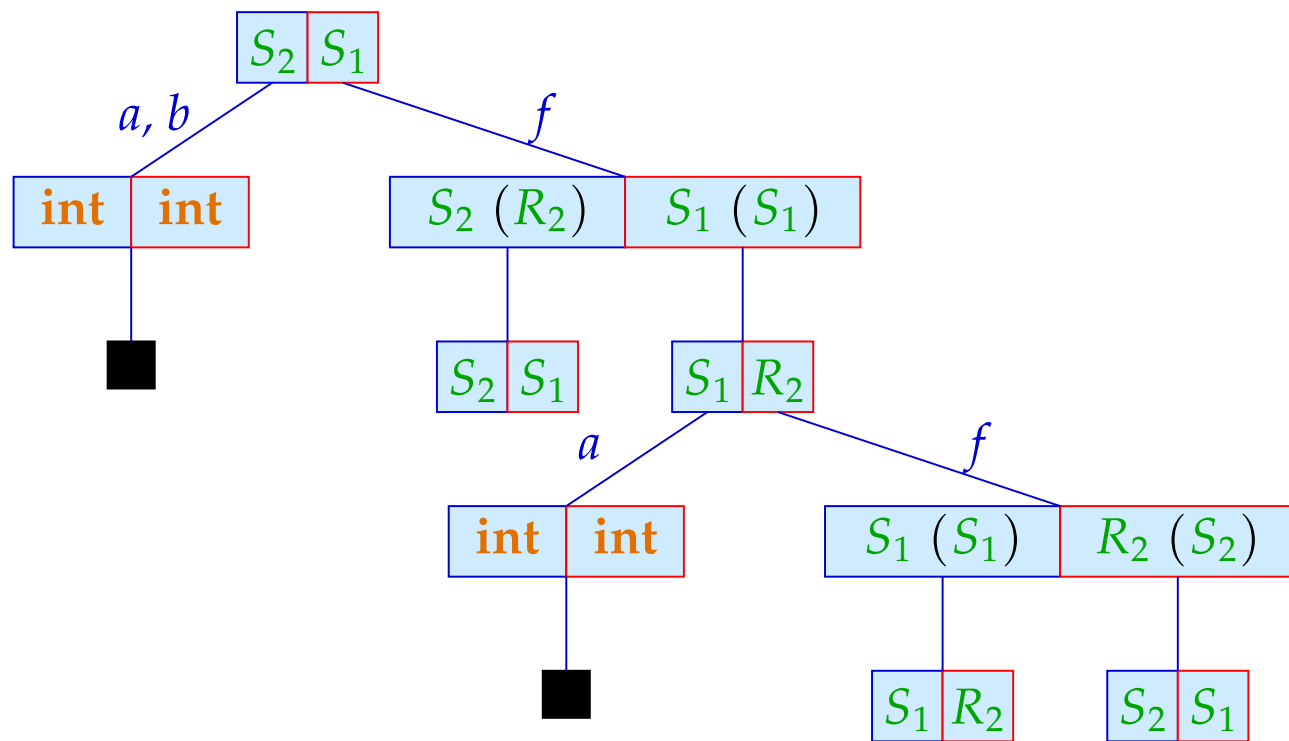 S₂ S₁
a, b f
int int S₂ (R₂) S₁ (S₁)
S₂ S₁ S₁ R₂
a f
int int S₁ (S₁) R₂ (S₂)
S₁ R₂ S₂ S₁